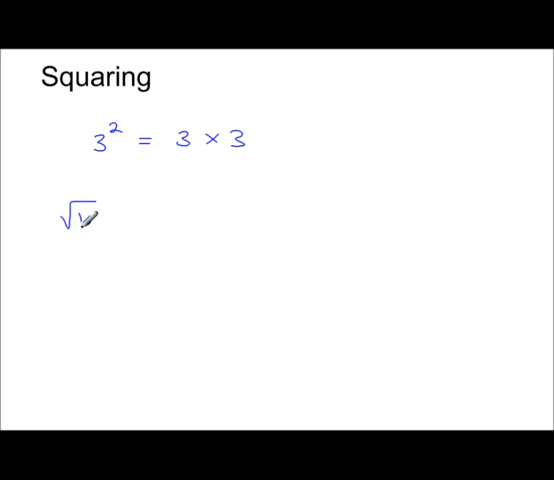 Squaring
3² = 3 × 3
√